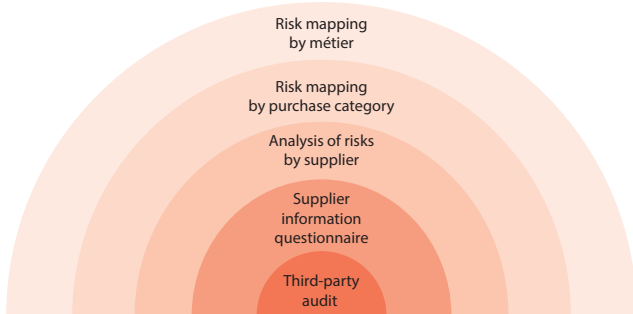 Risk mapping
by métier
Risk mapping
by purchase category
Analysis of risks
by supplier
Supplier
information
questionnaire
Third-party
audit